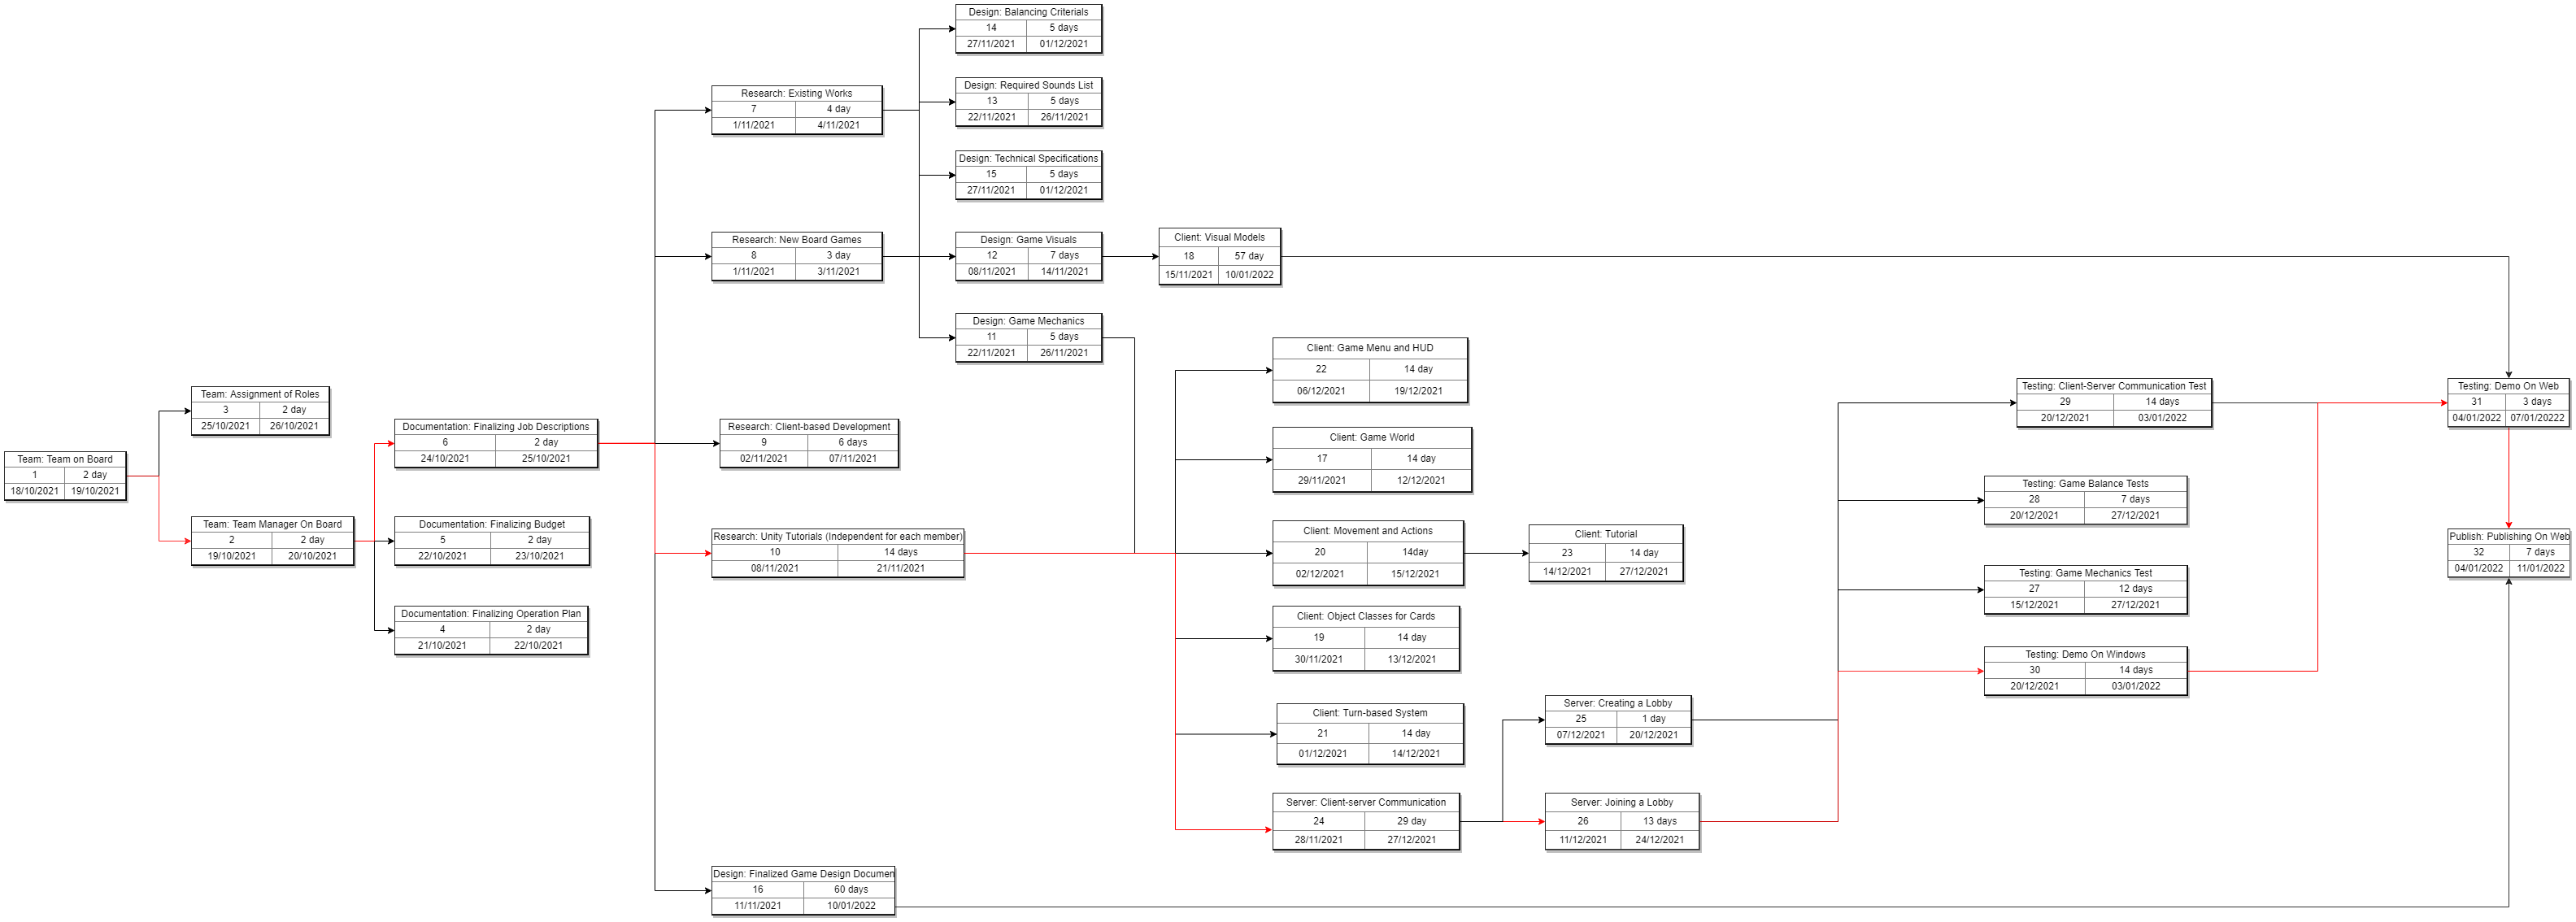 Team: Team on Board
1 2 day
18/10/2021 19/10/2021
Team: Assignment of Roles
3 2 day
25/10/2021 26/10/2021
Team: Team Manager On Board
2 2 day
19/10/2021 20/10/2021
Documentation: Finalizing Job Descriptions
6 2 day
24/10/2021 25/10/2021
Documentation: Finalizing Budget
5 2 day
22/10/2021 23/10/2021
Documentation: Finalizing Operation Plan
4 2 day
21/10/2021 22/10/2021
Research: Existing Works
7 4 day
1/11/2021 4/11/2021
Research: New Board Games
8 3 day
1/11/2021 3/11/2021
Research: Client-based Development
9 6 days
02/11/2021 07/11/2021
Research: Unity Tutorials (Independent for each member)
10 14 days
08/11/2021 21/11/2021
Design: Finalized Game Design Documen
16 60 days
11/11/2021 10/01/2022
Design: Balancing Criterials
14 5 days
27/11/2021 01/12/2021
Design: Required Sounds List
13 5 days
22/11/2021 26/11/2021
Design: Technical Specifications
15 5 days
27/11/2021 01/12/2021
Design: Game Visuals
12 7 days
08/11/2021 14/11/2021
Design: Game Mechanics
11 5 days
22/11/2021 26/11/2021
Client: Visual Models
18 57 day
15/11/2021 10/01/2022
Client: Game Menu and HUD
22 14 day
06/12/2021 19/12/2021
Client: Game World
17 14 day
29/11/2021 12/12/2021
Client: Movement and Actions
20 14day
02/12/2021 15/12/2021
Client: Object Classes for Cards
19 14 day
30/11/2021 13/12/2021
Client: Turn-based System
21 14 day
01/12/2021 14/12/2021
Server: Client-server Communication
24 29 day
28/11/2021 27/12/2021
Client: Tutorial
23 14 day
14/12/2021 27/12/2021
Server: Creating a Lobby
25 1 day
07/12/2021 20/12/2021
Server: Joining a Lobby
26 13 days
11/12/2021 24/12/2021
Testing: Client-Server Communication Test
29 14 days
20/12/2021 03/01/2022
Testing: Game Balance Tests
28 7 days
20/12/2021 27/12/2021
Testing: Game Mechanics Test
27 12 days
15/12/2021 27/12/2021
Testing: Demo On Windows
30 14 days
20/12/2021 03/01/2022
Testing: Demo On Web
31 3 days
04/01/2022 07/01/20222
Publish: Publishing On Web
32 7 days
04/01/2022 11/01/2022